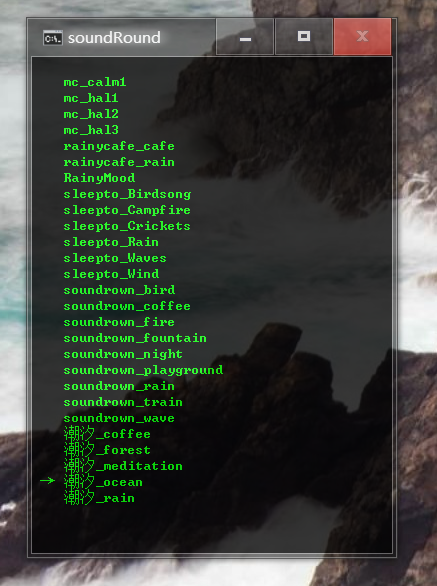 soundRound
mc_calm1
mc_hal1
mc_hal2
mc_hal3
rainycafe_cafe
rainycafe_rain
RainyMood
sleepto_Birdsong
sleepto_Campfire
sleepto_Crickets
sleepto_Rain
sleepto_Waves
sleepto_Wind
soundrown_bird
soundrown_coffee
soundrown_fire
soundrown_fountain
soundrown_night
soundrown_playground
soundrown_rain
soundrown_train
soundrown_wave
潮汐_coffee
潮汐_forest
潮汐_meditation
→ 潮汐_ocean
潮汐_rain